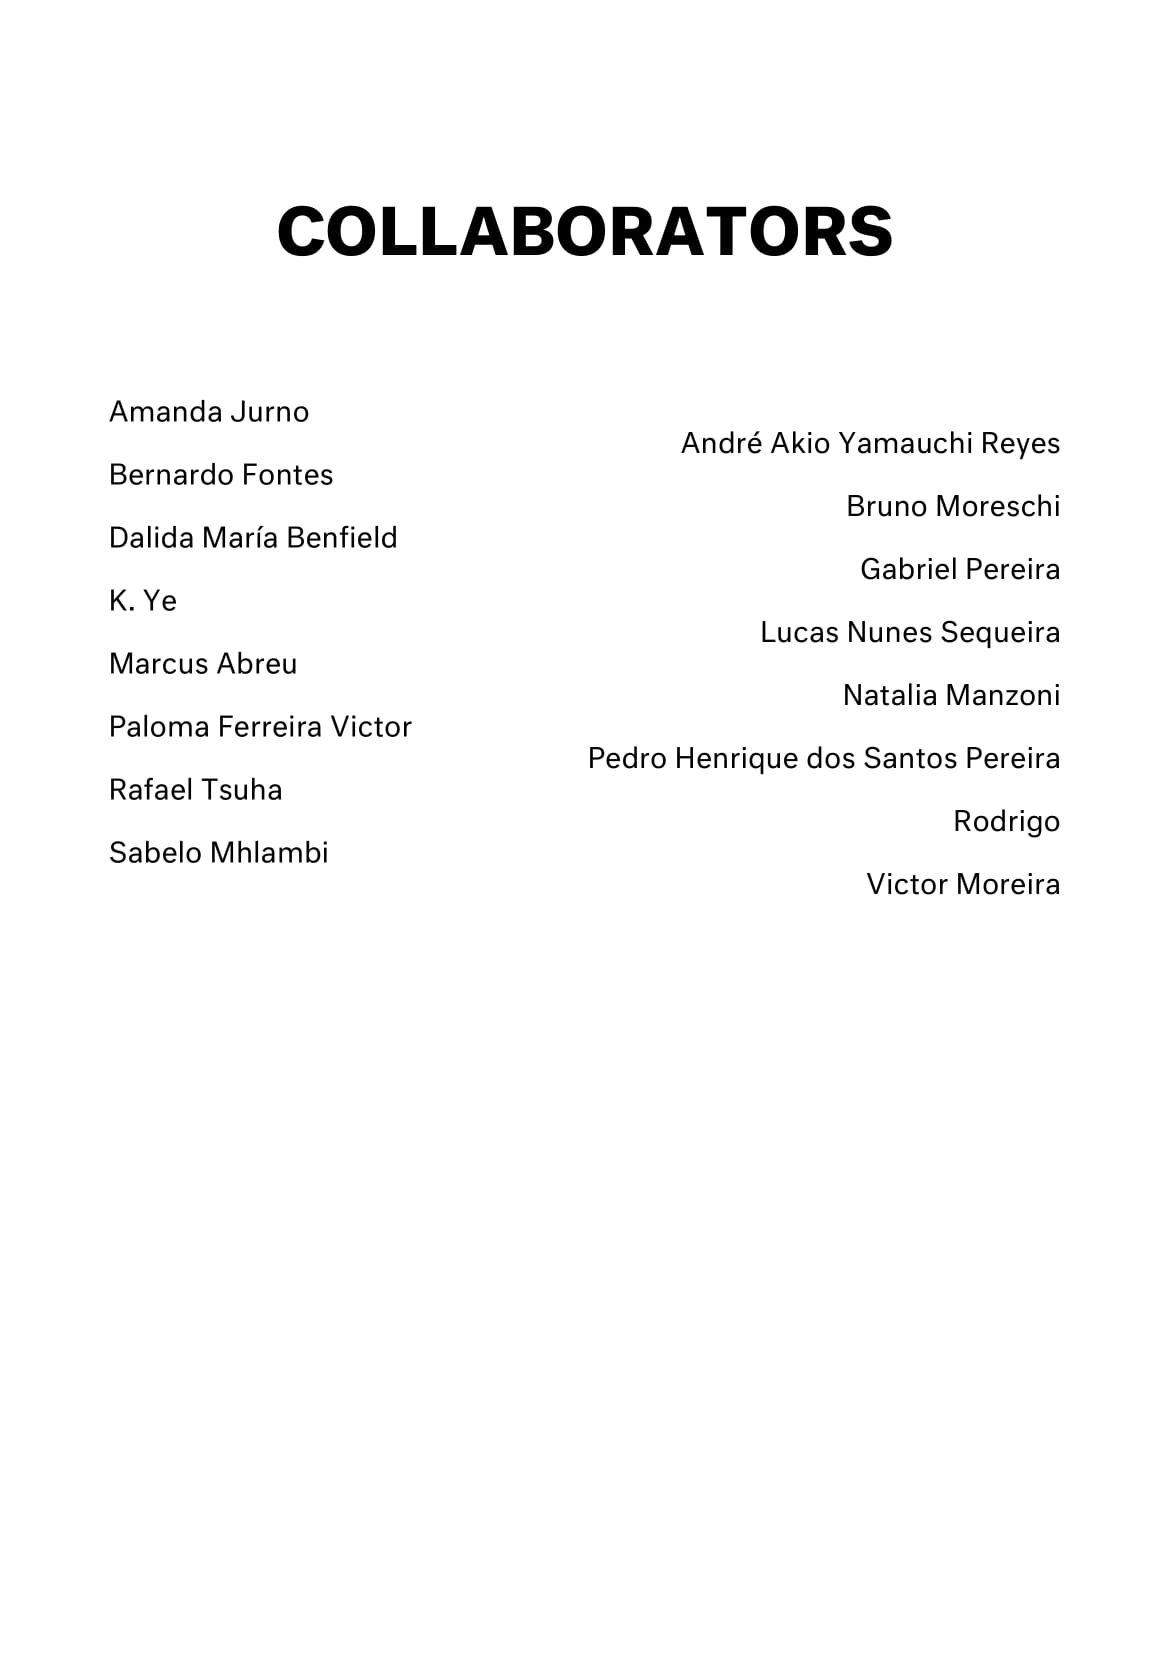 COLLABORATORS
Amanda Jurno
André Akio Yamauchi Reyes
Bernardo Fontes
Bruno Moreschi
Dalida María Benfield
Gabriel Pereira
K. Ye
Lucas Nunes Sequeira
Marcus Abreu
Natalia Manzoni
Paloma Ferreira Victor
Pedro Henrique dos Santos Pereira
Rafael Tsuha
Rodrigo
Sabelo Mhlambi
Victor Moreira